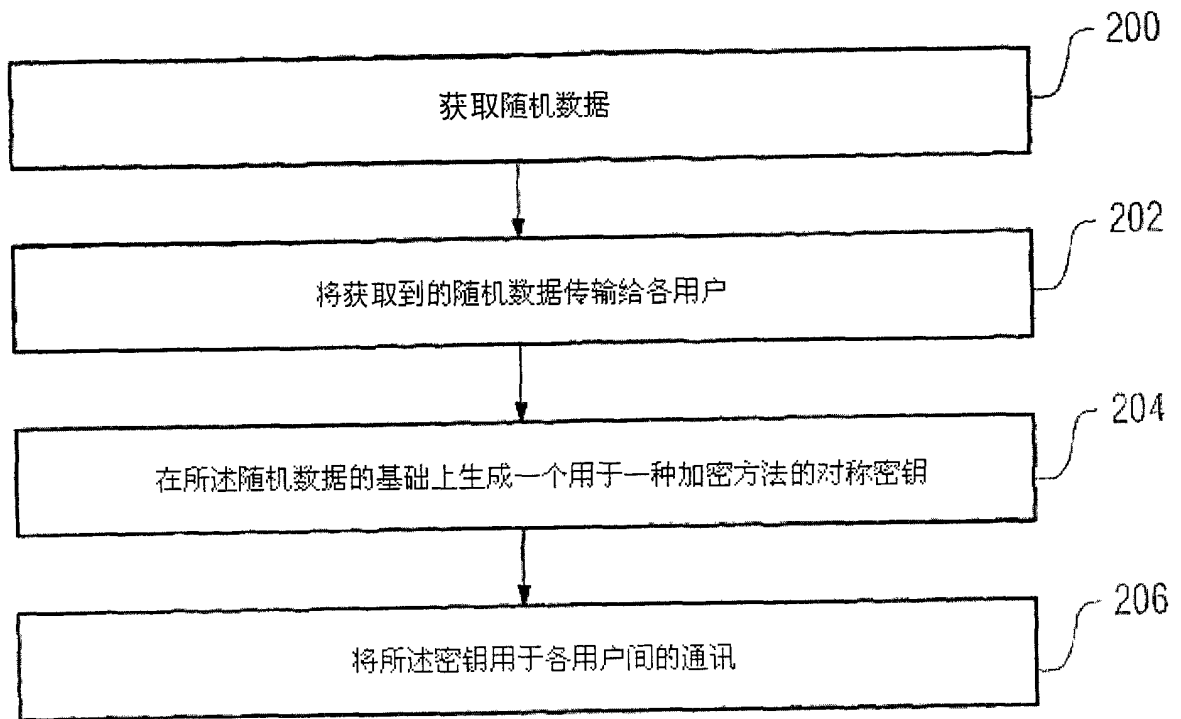 200
获取随机数据
202
将获取到的随机数据传输给各用户
204
在所述随机数据的基础上生成一个用于一种加密方法的对称密钥
206
将所述密钥用于各用户间的通讯